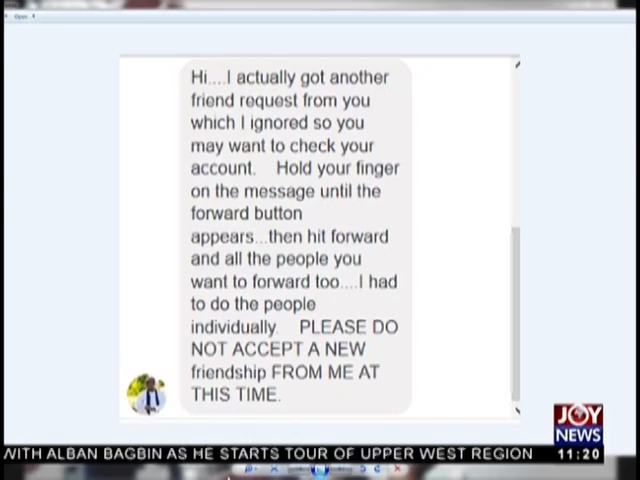 Open
Hi....I actually got another
friend request from you
which I ignored so you
may want to check your
account. Hold your finger
on the message until the
forward button
appears...then hit forward
and all the people you
want to forward too....I had
to do the people
individually. PLEASE DO
NOT ACCEPT A NEW
friendship FROM ME AT
THIS TIME.
JOY
NEWS
WITH ALBAN BAGBIN AS HE STARTS TOUR OF UPPER WEST REGION
11:20